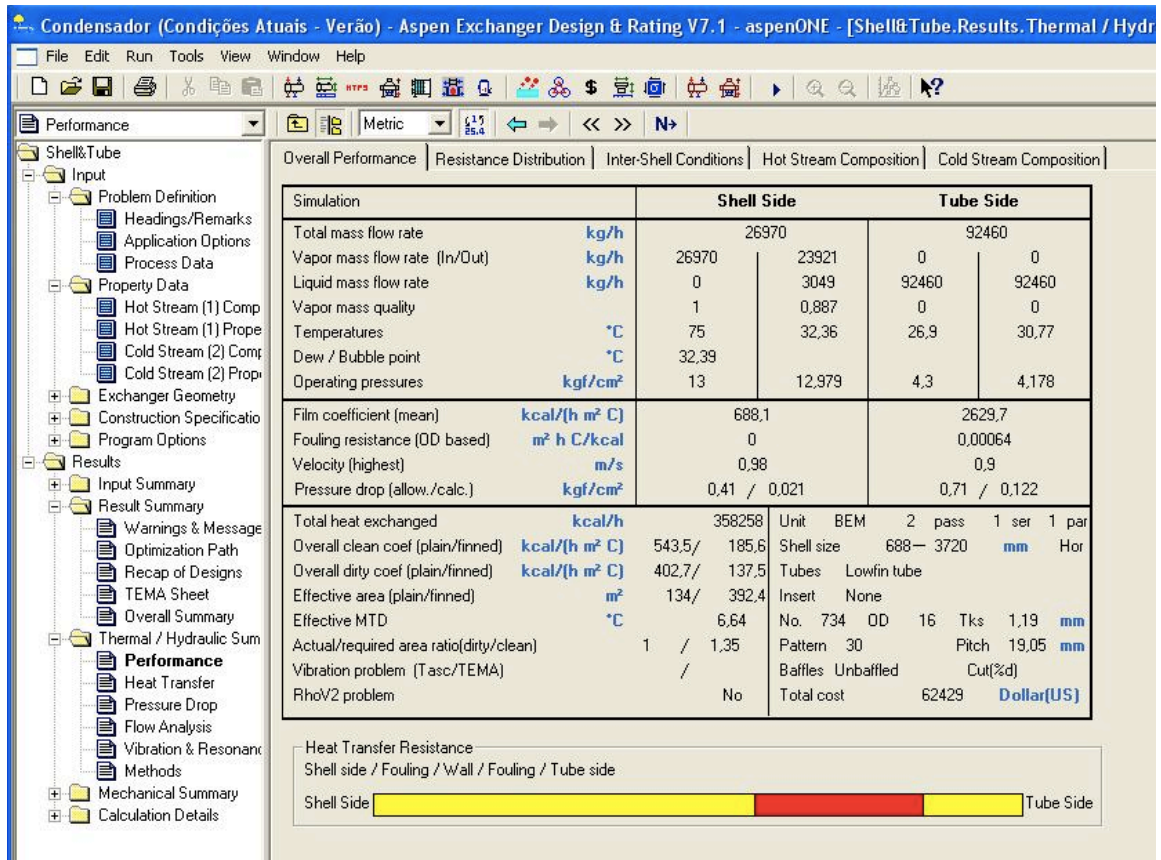 Condensador (Condições Atuais - Verão) - Aspen Exchanger Design & Rating V7.1 - aspenONE - [Shell&Tube.Results.Thermal / Hydr
File Edit Run Tools View Window Help
HTFS $
Performance Metric N→
Shell&Tube
Input
Problem Definition
Headings/Remarks
Application Options
Process Data
Property Data
Hot Stream (1) Comp
Hot Stream (1) Prope
Cold Stream (2) Comp
Cold Stream (2) Prop
Exchanger Geometry
Construction Specificatio
Program Options
Results
Input Summary
Result Summary
Warnings & Message
Optimization Path
Recap of Designs
TEMA Sheet
Overall Summary
Thermal / Hydraulic Sum
Performance
Heat Transfer
Pressure Drop
Flow Analysis
Vibration & Resonanc
Methods
Mechanical Summary
Calculation Details
Overall Performance Resistance Distribution Inter-Shell Conditions Hot Stream Composition Cold Stream Composition
Simulation Shell Side Tube Side
Total mass flow rate kg/h 26970 92460
Vapor mass flow rate (In/Out) kg/h 26970 23921 0 0
Liquid mass flow rate kg/h 0 3049 92460 92460
Vapor mass quality 1 0,887 0 0
Temperatures °C 75 32,36 26,9 30,77
Dew / Bubble point °C 32,39
Operating pressures kgf/cm² 13 12,979 4,3 4,178
Film coefficient (mean) kcal/(h m² C) 688,1 2629,7
Fouling resistance (OD based) m² h C/kcal 0 0,00064
Velocity (highest) m/s 0,98 0,9
Pressure drop (allow./calc.) kgf/cm² 0,41 / 0,021 0,71 / 0,122
Total heat exchanged kcal/h 358258 Unit BEM 2 pass 1 ser 1 par
Overall clean coef (plain/finned) kcal/(h m² C) 543,5/ 185,6 Shell size 688 — 3720 mm Hor
Overall dirty coef (plain/finned) kcal/(h m² C) 402,7/ 137,5 Tubes Lowfin tube
Effective area (plain/finned) m² 134/ 392,4 Insert None
Effective MTD °C 6,64 No. 734 OD 16 Tks 1,19 mm
Actual/required area ratio(dirty/clean) 1 / 1,35 Pattern 30 Pitch 19,05 mm
Vibration problem (Tasc/TEMA) / Baffles Unbaffled Cut(%d)
RhoV2 problem No Total cost 62429 Dollar(US)
Heat Transfer Resistance
Shell side / Fouling / Wall / Fouling / Tube side
Shell Side Tube Side